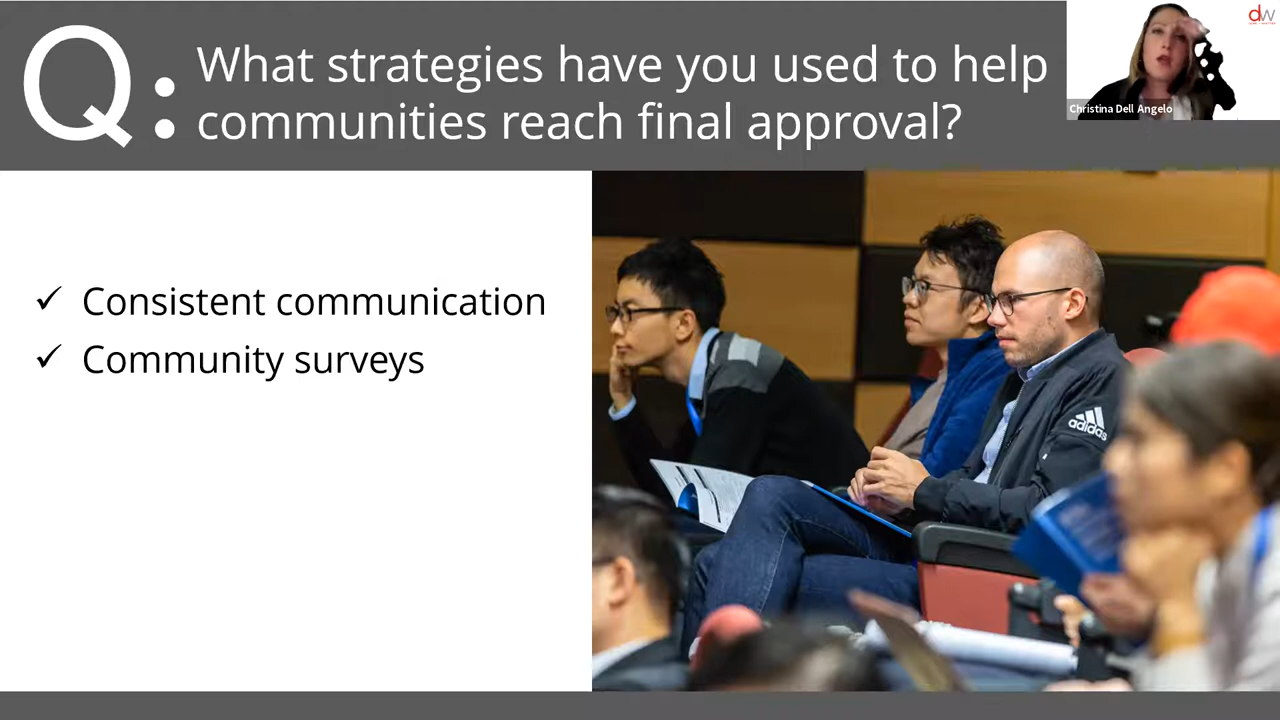 Q: What strategies have you used to help
communities reach final approval?
dw
Christina Dell Angelo
✓ Consistent communication
✓ Community surveys
adidas